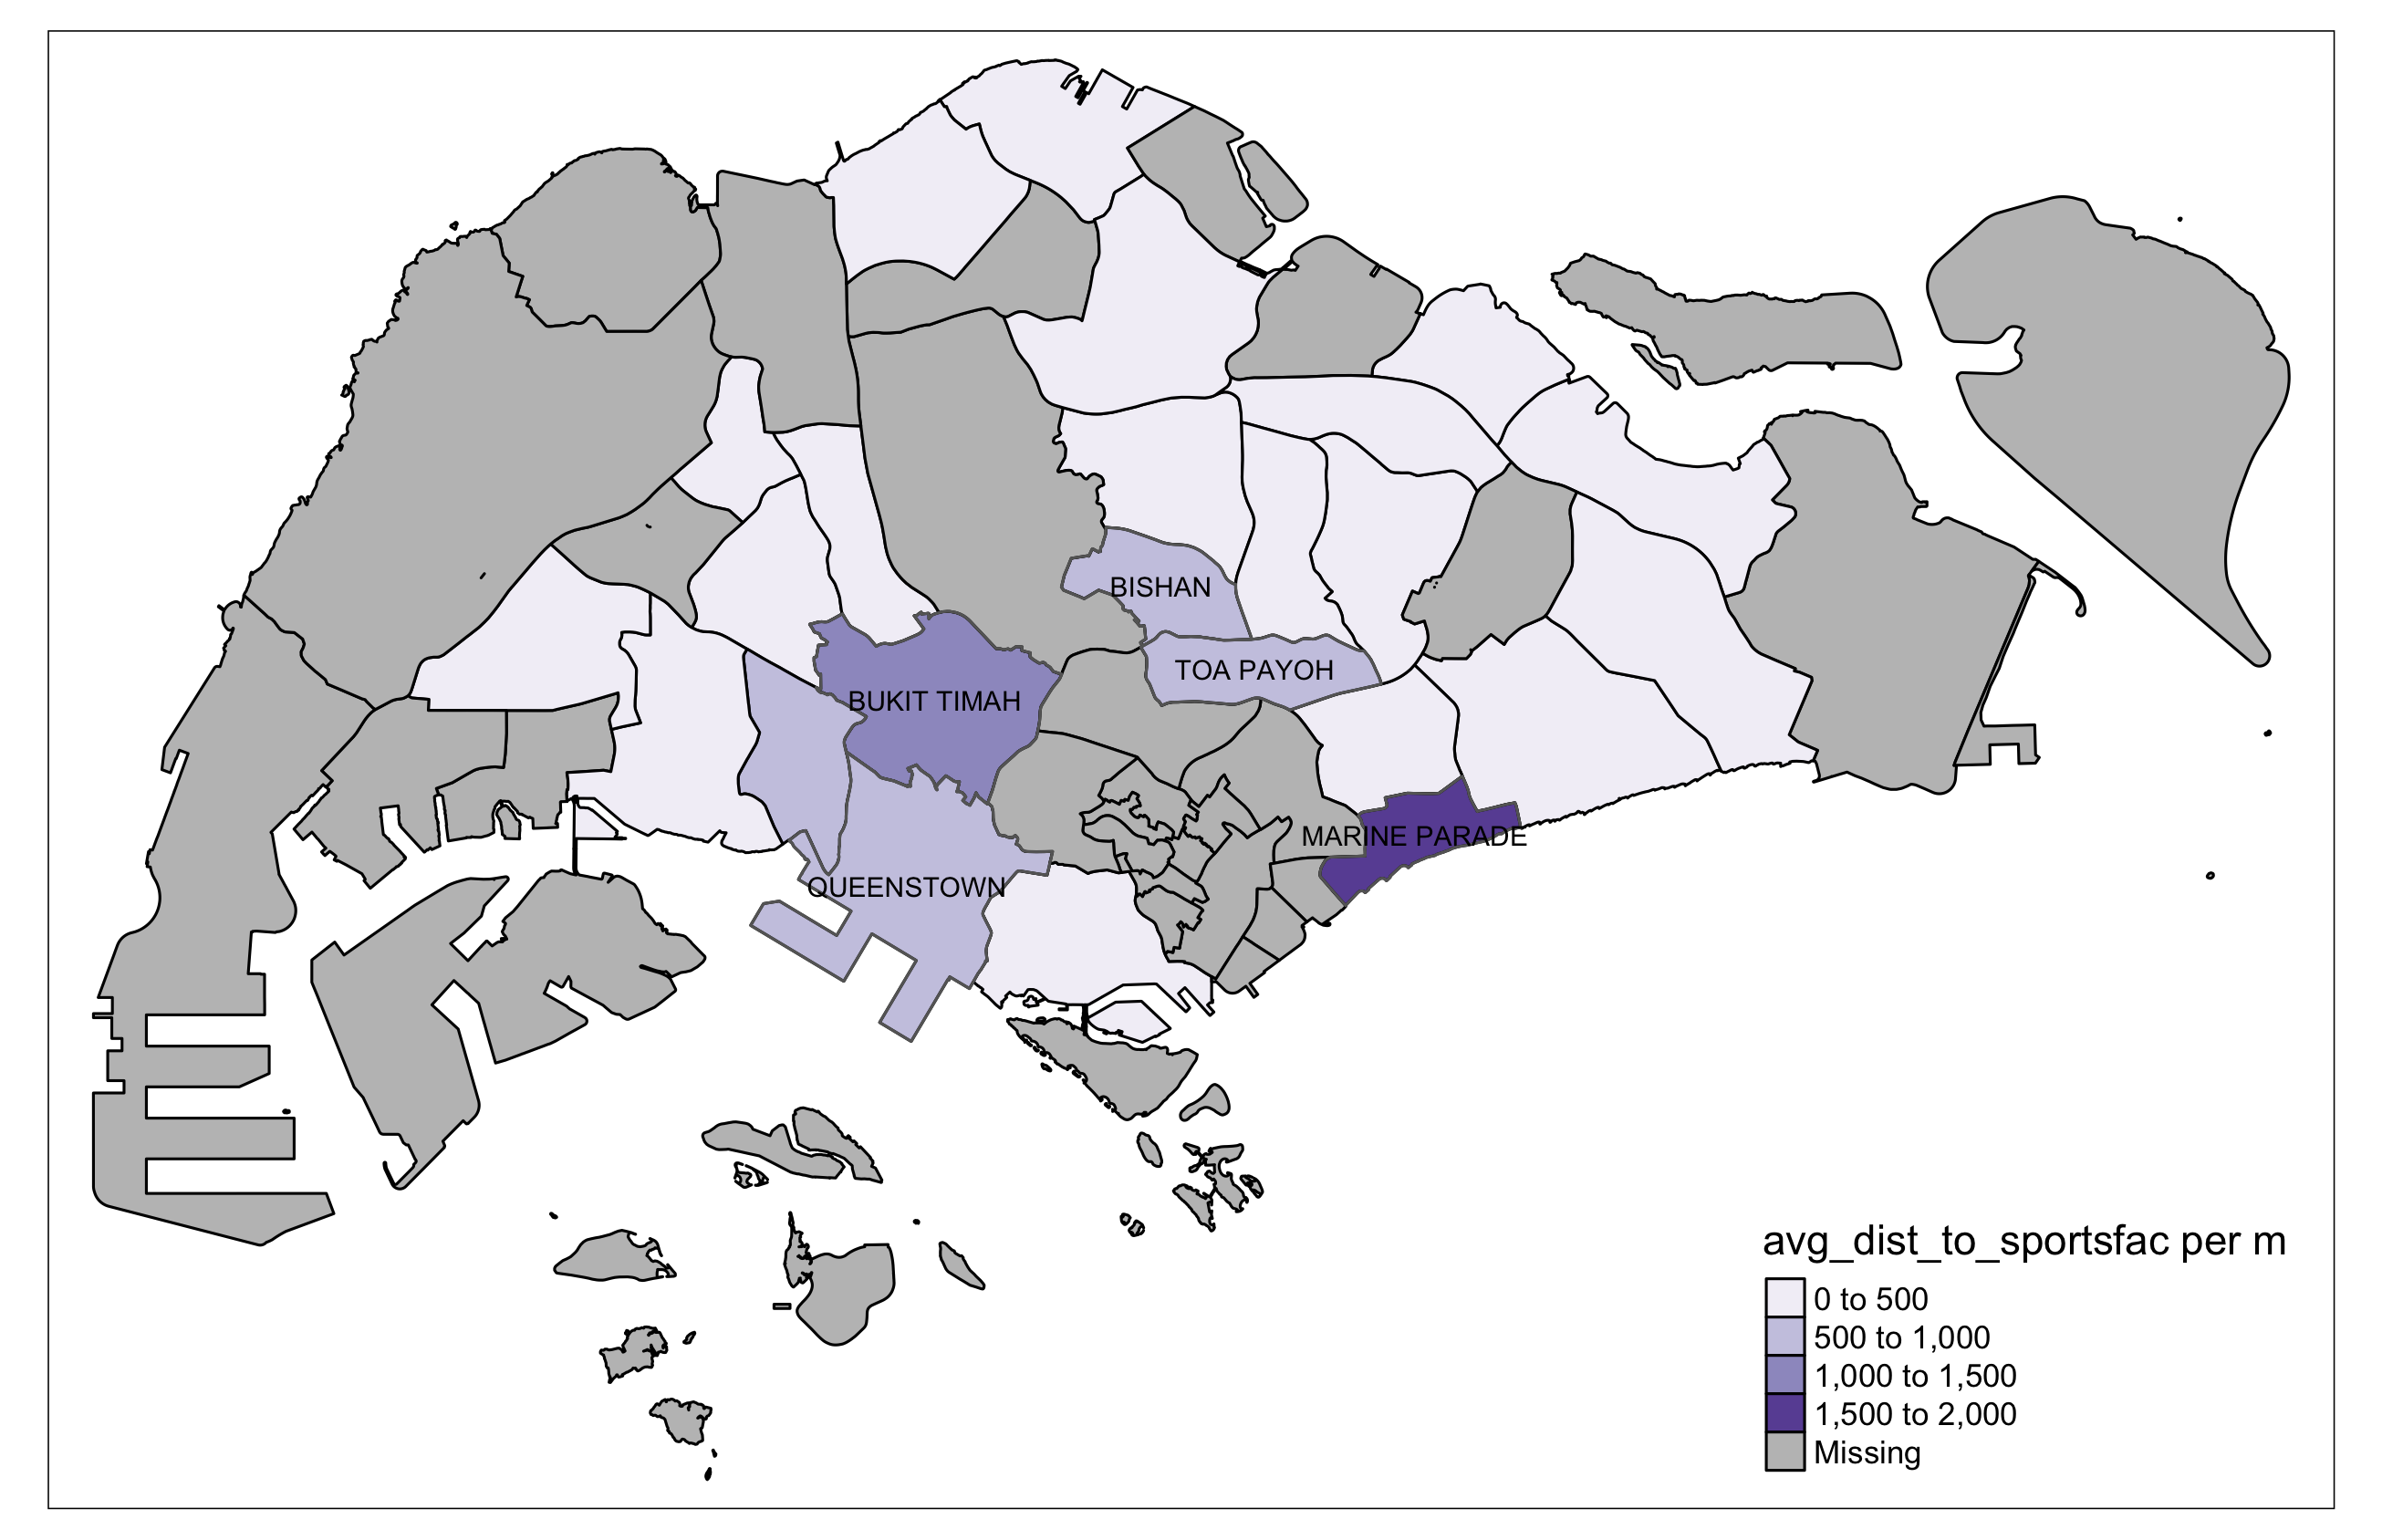 BISHAN
TOA PAYOH
BUKIT TIMAH
MARINE PARADE
QUEENSTOWN
avg_dist_to_sportsfac per m
0 to 500
500 to 1,000
1,000 to 1,500
1,500 to 2,000
Missing